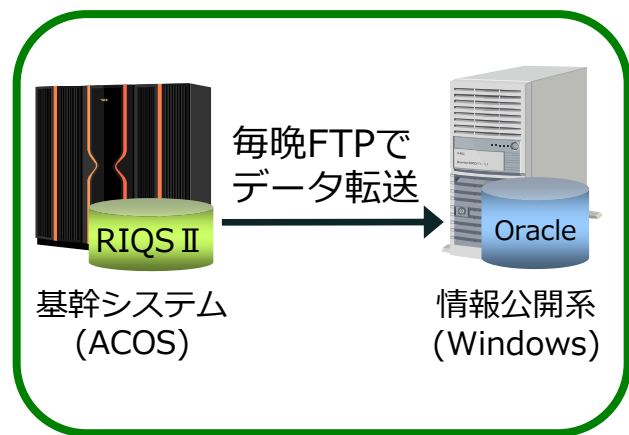 毎晩FTPで
データ転送
RIQSⅡ
Oracle
基幹システム
(ACOS)
情報公開系
(Windows)